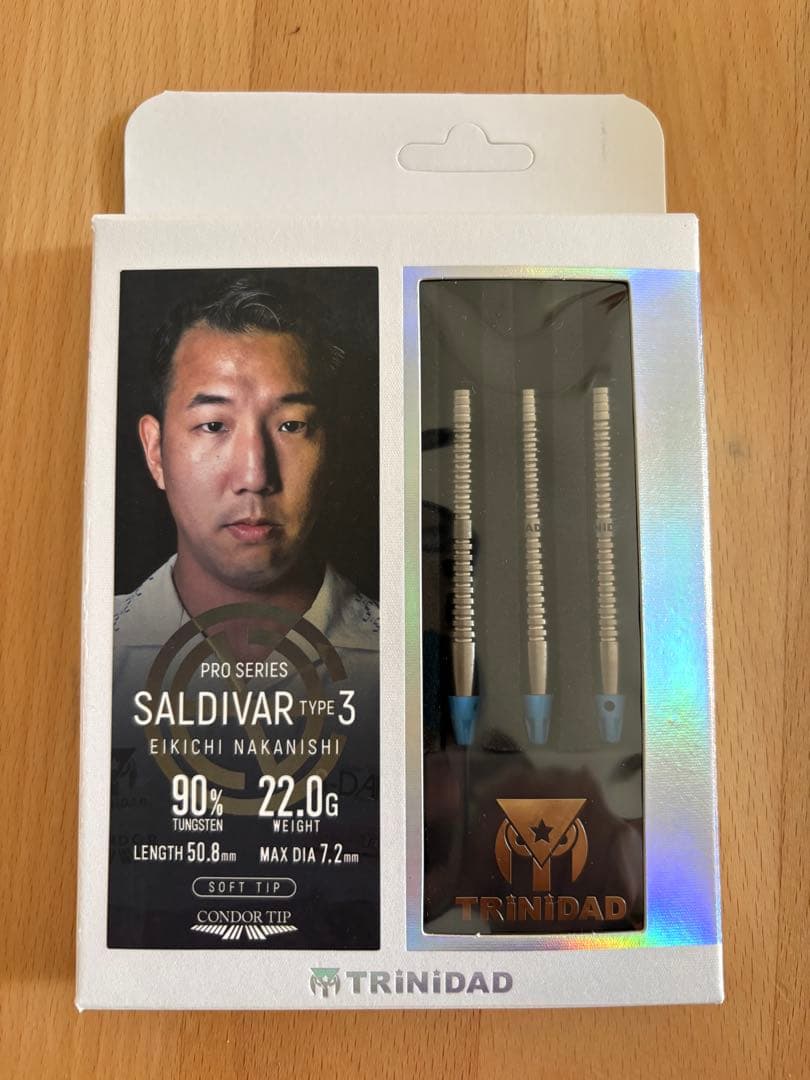 PRO SERIES
SALDIVAR TYPE 3
EIKICHI NAKANISHI
90% 22.0G
TUNGSTEN WEIGHT
LENGTH 50.8mm MAX DIA 7.2mm
SOFT TIP
CONDOR TIP
TRiNiDAD
TRiNiDAD